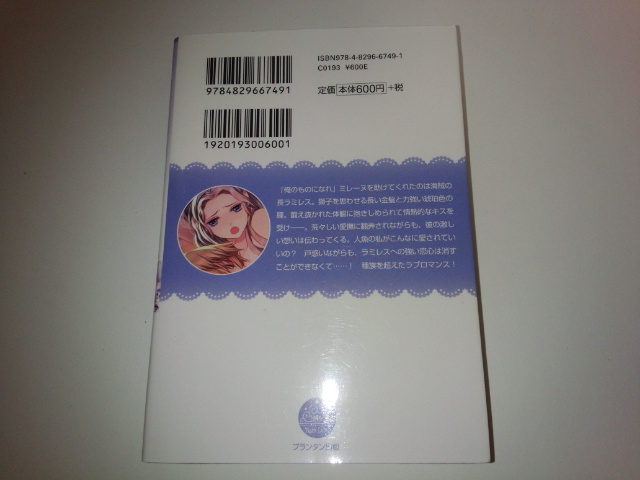 ISBN978-4-8296-6749-1
C0193 ¥600E
9784829667491
定価 本体600円 +税
1920193006001
「俺のものになれ」ミレーヌを助けてくれたのは海賊の
長ラミレス。獅子を思わせる長い金髪と力強い琥珀色の
瞳。鍛え抜かれた体軀に抱きしめられて情熱的なキスを
受け――。荒々しい愛撫に翻弄されながらも、彼の激し
い想いは伝わってくる。人魚の私がこんなに愛されてい
いの? 戸惑いながらも、ラミレスへの強い恋心は消す
ことができなくて……! 種族を超えたラブロマンス!
プランタン出版